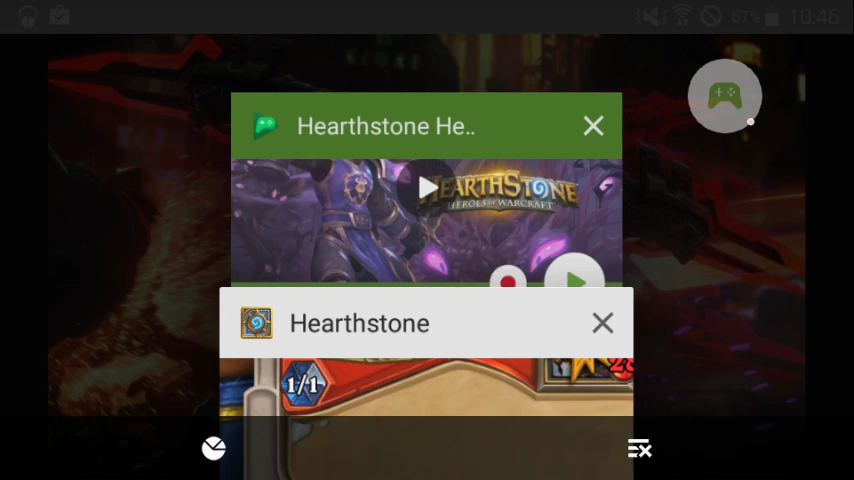 67% 10:46
Hearthstone He..
HEARTHSTONE
HEROES OF WARCRAFT
Hearthstone
1/1